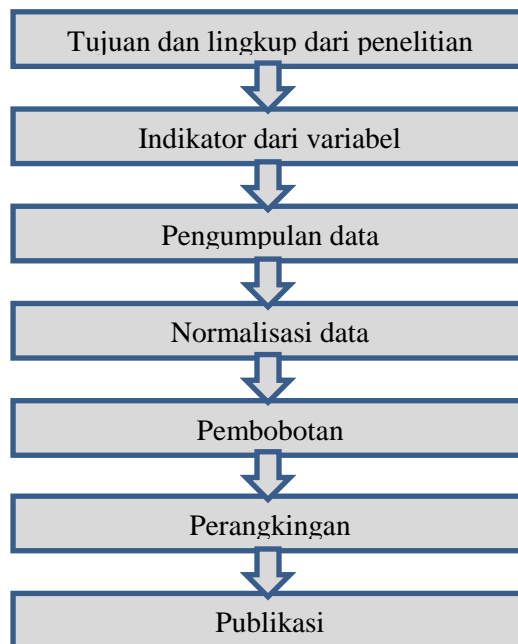 Tujuan dan lingkup dari penelitian
Indikator dari variabel
Pengumpulan data
Normalisasi data
Pembobotan
Perangkingan
Publikasi